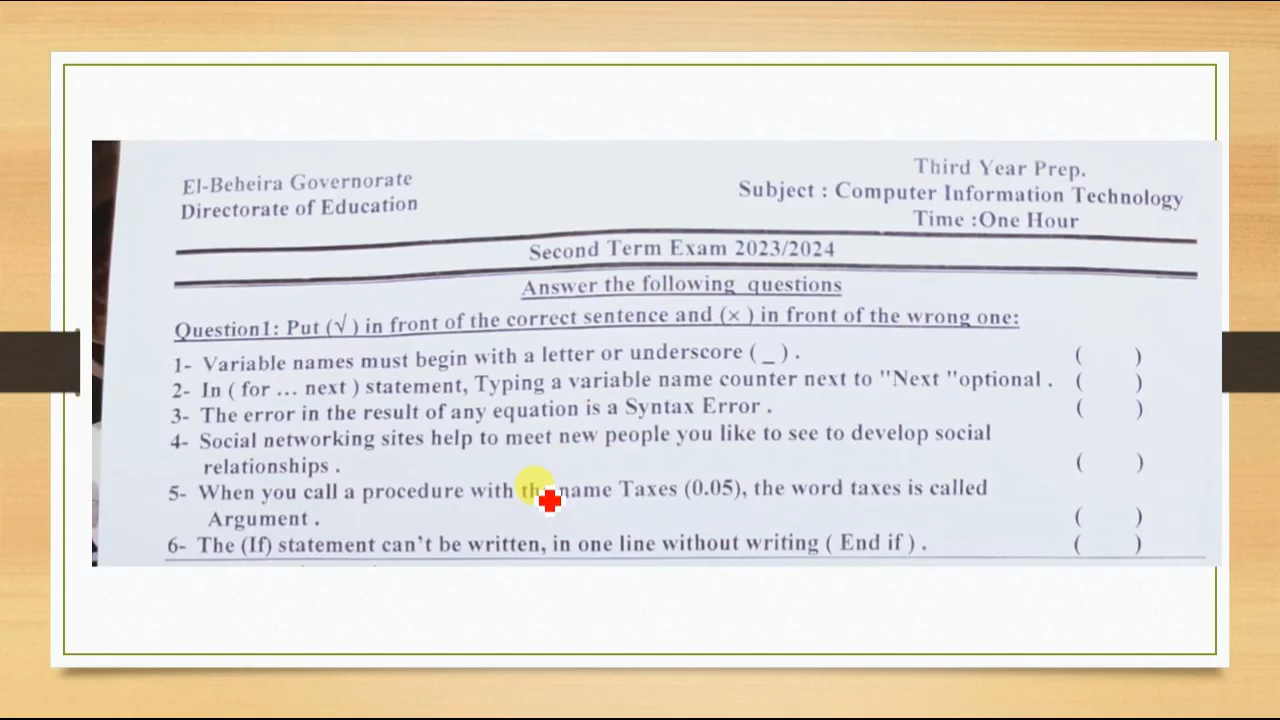 El-Beheira Governorate
Directorate of Education
Third Year Prep.
Subject : Computer Information Technology
Time :One Hour
Second Term Exam 2023/2024
Answer the following questions
Question1: Put (√ ) in front of the correct sentence and (× ) in front of the wrong one:
1- Variable names must begin with a letter or underscore ( _ ) . ( )
2- In ( for ... next ) statement, Typing a variable name counter next to "Next "optional . ( )
3- The error in the result of any equation is a Syntax Error . ( )
4- Social networking sites help to meet new people you like to see to develop social
relationships . ( )
5- When you call a procedure with name Taxes (0.05), the word taxes is called
Argument . ( )
6- The (If) statement can't be written, in one line without writing ( End if ) . ( )